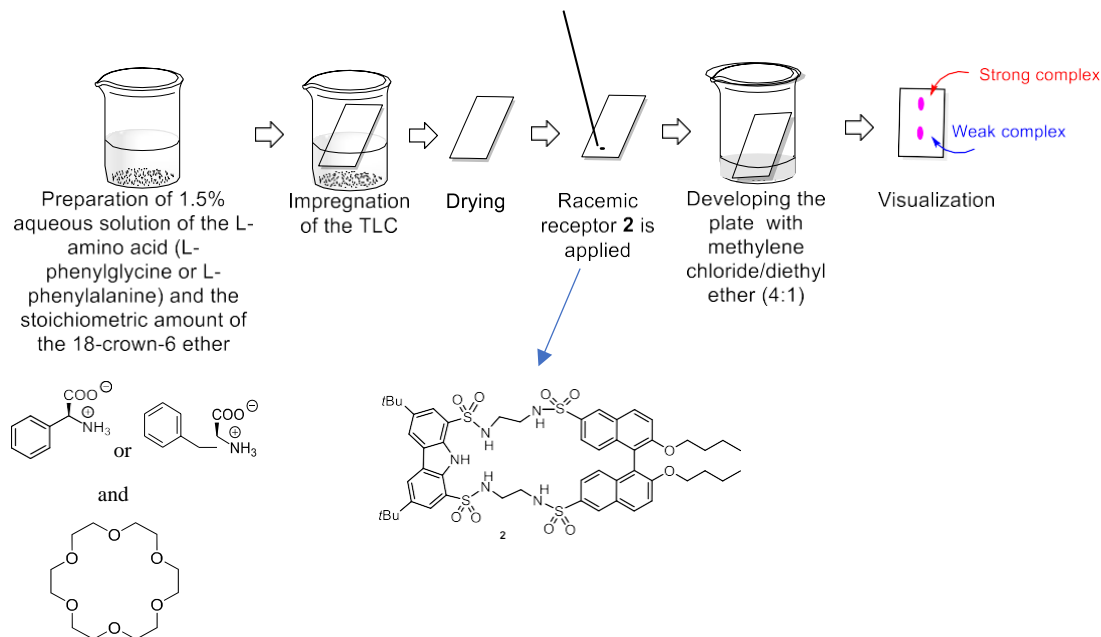 Strong complex
Weak complex
Preparation of 1.5%
aqueous solution of the L-
amino acid (L-
phenylglycine or L-
phenylalanine) and the
stoichiometric amount of
the 18-crown-6 ether
Impregnation
of the TLC
Drying
Racemic
receptor 2 is
applied
Developing the
plate with
methylene
chloride/diethyl
ether (4:1)
Visualization
COO⊖
⊕
NH3
or
COO⊖
⊕
NH3
and
O
O
O
O
O
O
tBu
O
O
S
N
H
H
N
O
O
S
NH
O
O
tBu
S
O
O
N
H
H
N
S
O
O
2